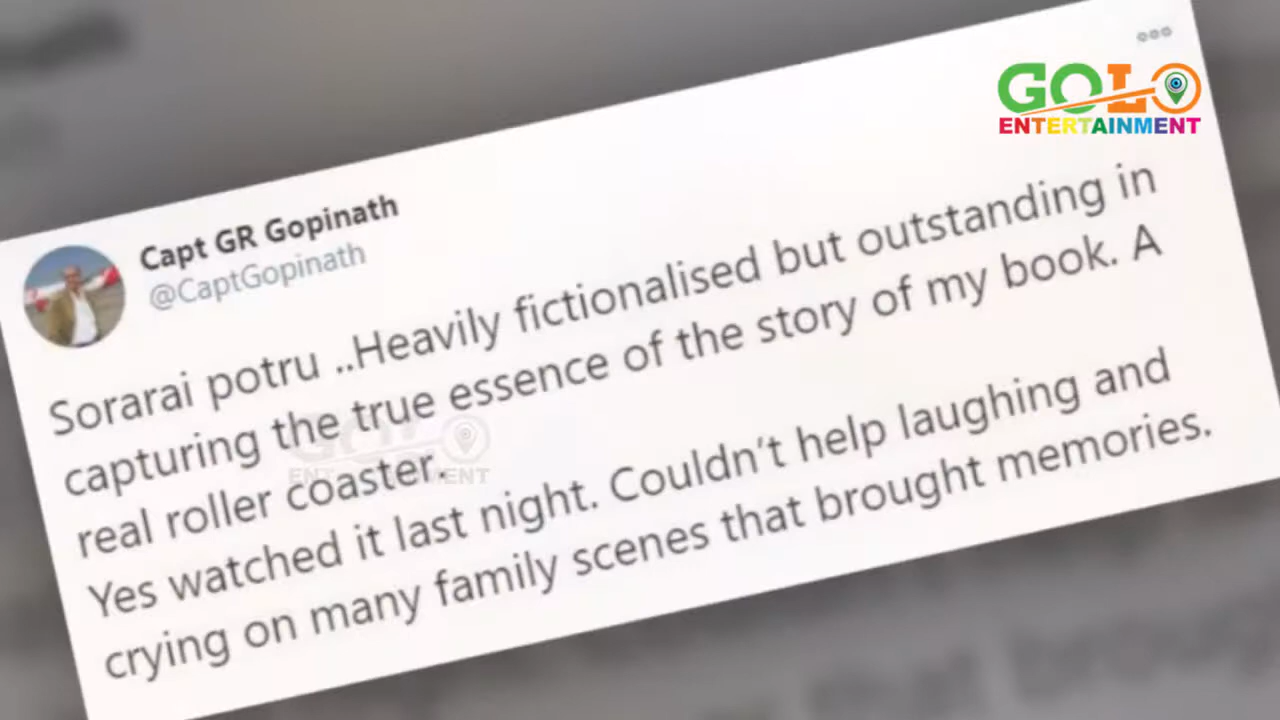 GOLO
ENTERTAINMENT
Capt GR Gopinath
@CaptGopinath
Sorarai potru ..Heavily fictionalised but outstanding in
capturing the true essence of the story of my book. A
real roller coaster.
Yes watched it last night. Couldn’t help laughing and
crying on many family scenes that brought memories.